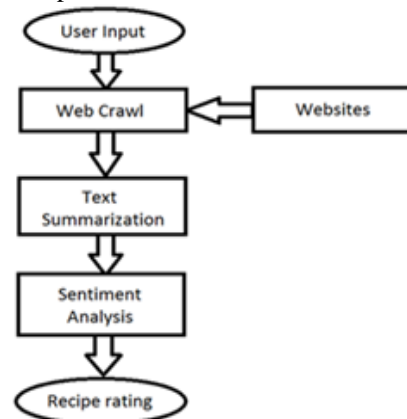 User Input
Web Crawl
Websites
Text
Summarization
Sentiment
Analysis
Recipe rating